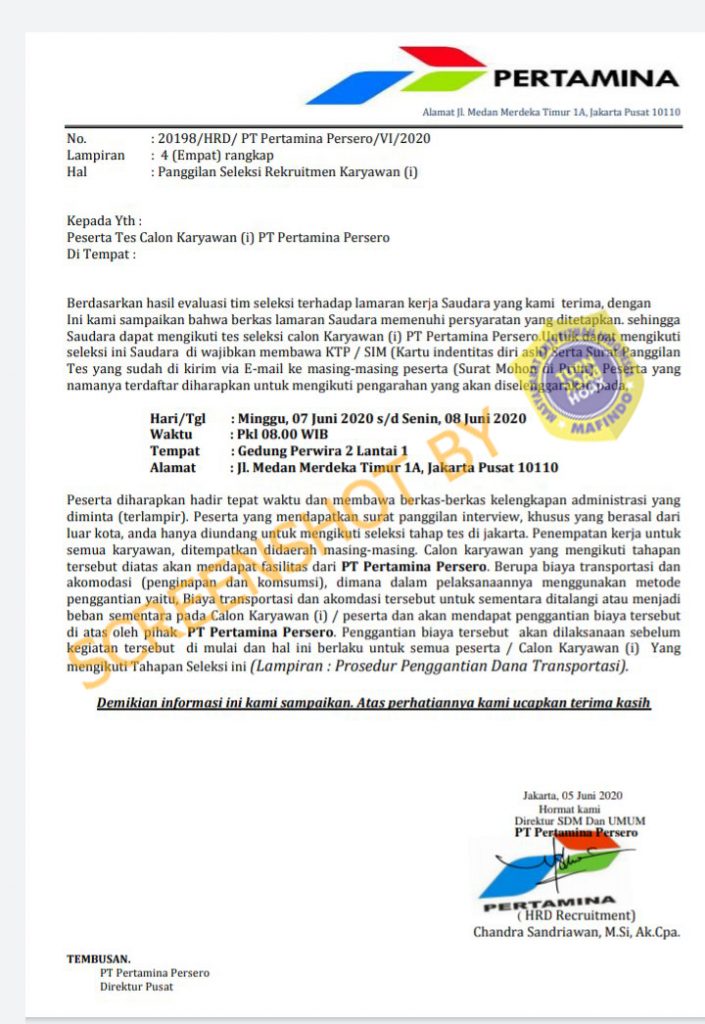 PERTAMINA
Alamat Jl. Medan Merdeka Timur 1A, Jakarta Pusat 10110
No. : 20198/HRD/ PT Pertamina Persero/VI/2020
Lampiran : 4 (Empat) rangkap
Hal : Panggilan Seleksi Rekruitmen Karyawan (i)
Kepada Yth :
Peserta Tes Calon Karyawan (i) PT Pertamina Persero
Di Tempat :
Berdasarkan hasil evaluasi tim seleksi terhadap lamaran kerja Saudara yang kami terima, dengan
Ini kami sampaikan bahwa berkas lamaran Saudara memenuhi persyaratan yang ditetapkan. sehingga
Saudara dapat mengikuti tes seleksi calon Karyawan (i) PT Pertamina Persero.Untuk dapat mengikuti
seleksi ini Saudara di wajibkan membawa KTP / SIM (Kartu indentitas diri asli) Serta Surat Panggilan
Tes yang sudah di kirim via E-mail ke masing-masing peserta (Surat Mohon di Print). Peserta yang
namanya terdaftar diharapkan untuk mengikuti pengarahan yang akan diselenggarakan pada,
Hari/Tgl : Minggu, 07 Juni 2020 s/d Senin, 08 Juni 2020
Waktu : Pkl 08.00 WIB
Tempat : Gedung Perwira 2 Lantai 1
Alamat : Jl. Medan Merdeka Timur 1A, Jakarta Pusat 10110
Peserta diharapkan hadir tepat waktu dan membawa berkas-berkas kelengkapan administrasi yang
diminta (terlampir). Peserta yang mendapatkan surat panggilan interview, khusus yang berasal dari
luar kota, anda hanya diundang untuk mengikuti seleksi tahap tes di jakarta. Penempatan kerja untuk
semua karyawan, ditempatkan didaerah masing-masing. Calon karyawan yang mengikuti tahapan
tersebut diatas akan mendapat fasilitas dari PT Pertamina Persero. Berupa biaya transportasi dan
akomodasi (penginapan dan komsumsi), dimana dalam pelaksanaannya menggunakan metode
penggantian yaitu, Biaya transportasi dan akomdasi tersebut untuk sementara ditalangi atau menjadi
beban sementara pada Calon Karyawan (i) / peserta dan akan mendapat penggantian biaya tersebut
di atas oleh pihak PT Pertamina Persero. Penggantian biaya tersebut akan dilaksanaan sebelum
kegiatan tersebut di mulai dan hal ini berlaku untuk semua peserta / Calon Karyawan (i) Yang
mengikuti Tahapan Seleksi ini (Lampiran : Prosedur Penggantian Dana Transportasi).
Demikian informasi ini kami sampaikan. Atas perhatiannya kami ucapkan terima kasih
SCREENSHOT BY
TURN BACK HOAX
MAFINDO
Jakarta, 05 Juni 2020
Hormat kami
Direktur SDM Dan UMUM
PT Pertamina Persero
PERTAMINA
( HRD Recruitment)
Chandra Sandriawan, M.Si, Ak.Cpa.
TEMBUSAN.
PT Pertamina Persero
Direktur Pusat